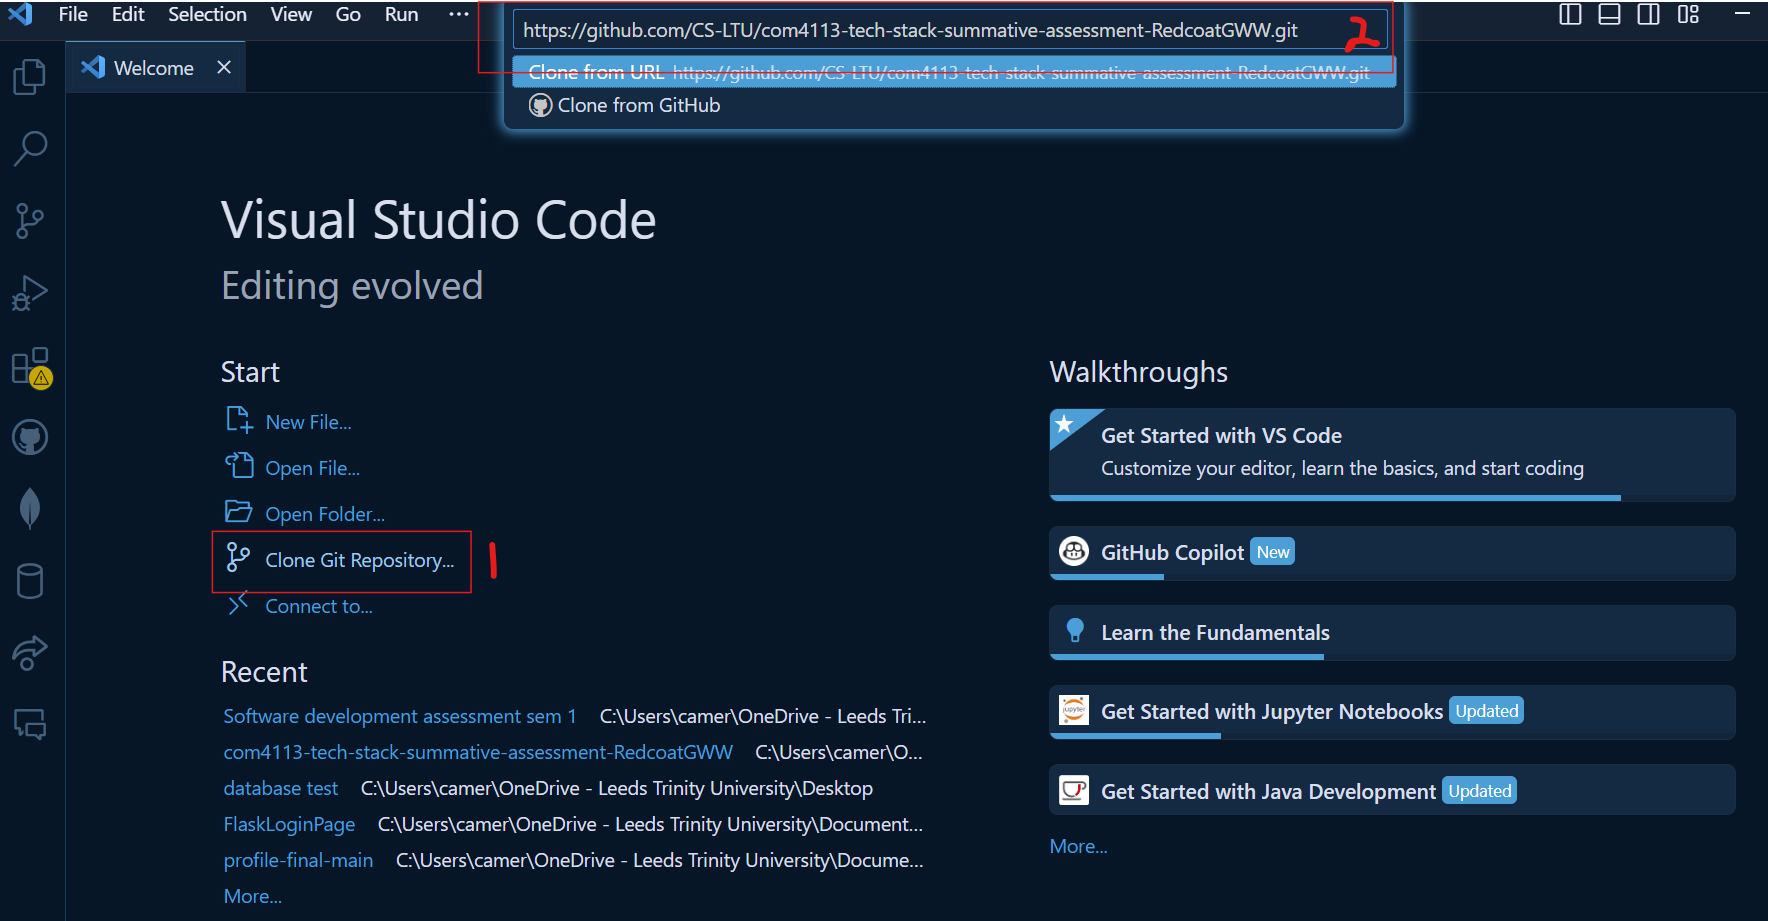 File Edit Selection View Go Run ···
https://github.com/CS-LTU/com4113-tech-stack-summative-assessment-RedcoatGWW.git
2
Clone from URL https://github.com/CS-LTU/com4113-tech-stack-summative-assessment-RedcoatGWW.git
Clone from GitHub
Welcome
Visual Studio Code
Editing evolved
Start
New File...
Open File...
Open Folder...
Clone Git Repository...
1
Connect to...
Recent
Software development assessment sem 1 C:\Users\camer\OneDrive - Leeds Tri...
com4113-tech-stack-summative-assessment-RedcoatGWW C:\Users\camer\O...
database test C:\Users\camer\OneDrive - Leeds Trinity University\Desktop
FlaskLoginPage C:\Users\camer\OneDrive - Leeds Trinity University\Document...
profile-final-main C:\Users\camer\OneDrive - Leeds Trinity University\Docume...
More...
Walkthroughs
Get Started with VS Code
Customize your editor, learn the basics, and start coding
GitHub Copilot New
Learn the Fundamentals
jupyter
Get Started with Jupyter Notebooks Updated
Get Started with Java Development Updated
More...